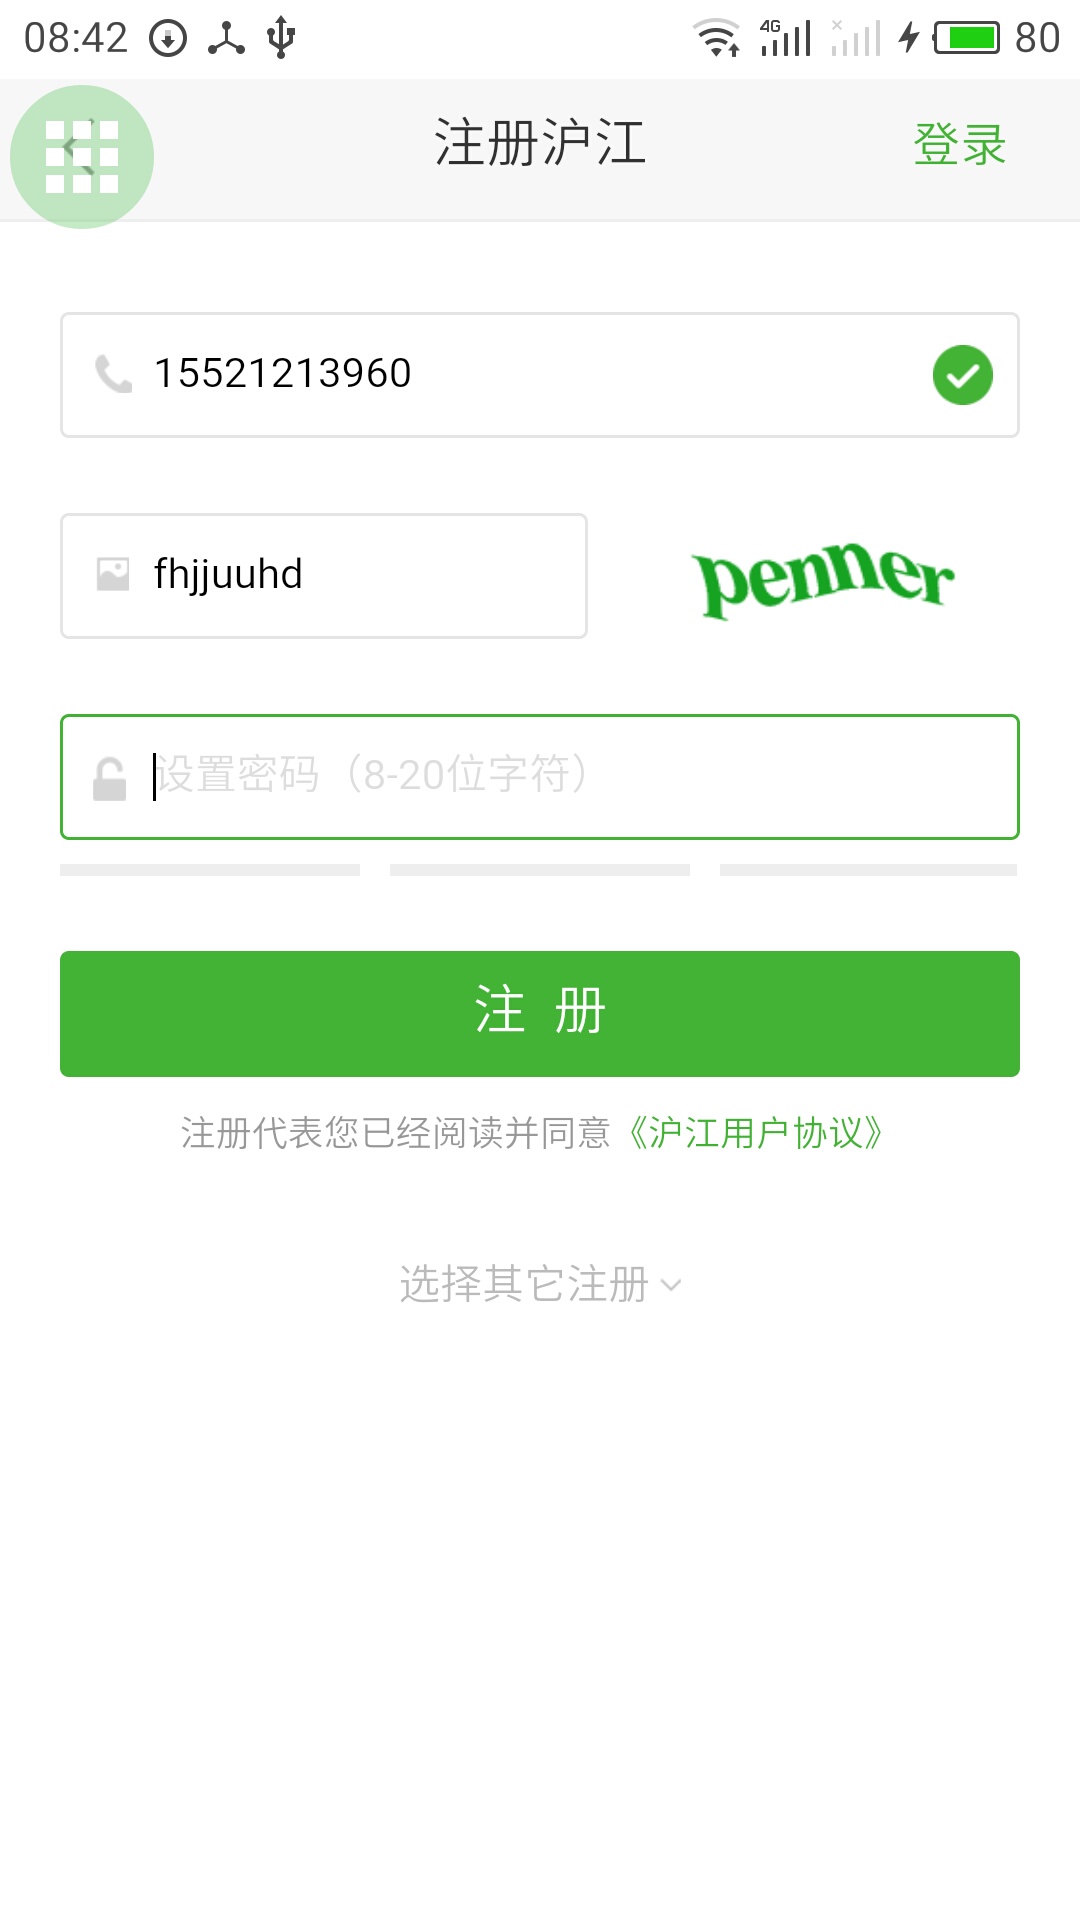 08:42
4G
80
注册沪江
登录
15521213960
fhjjuuhd
penner
设置密码（8-20位字符）
注 册
注册代表您已经阅读并同意《沪江用户协议》
选择其它注册